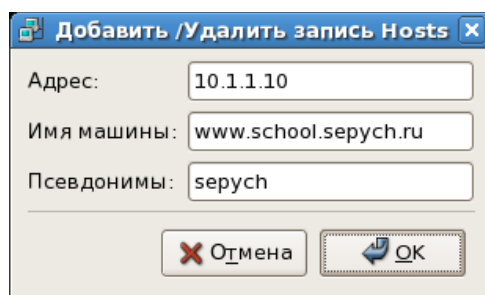 Добавить /Удалить запись Hosts
Адрес: 10.1.1.10
Имя машины: www.school.sepych.ru
Псевдонимы: sepych
Отмена OK